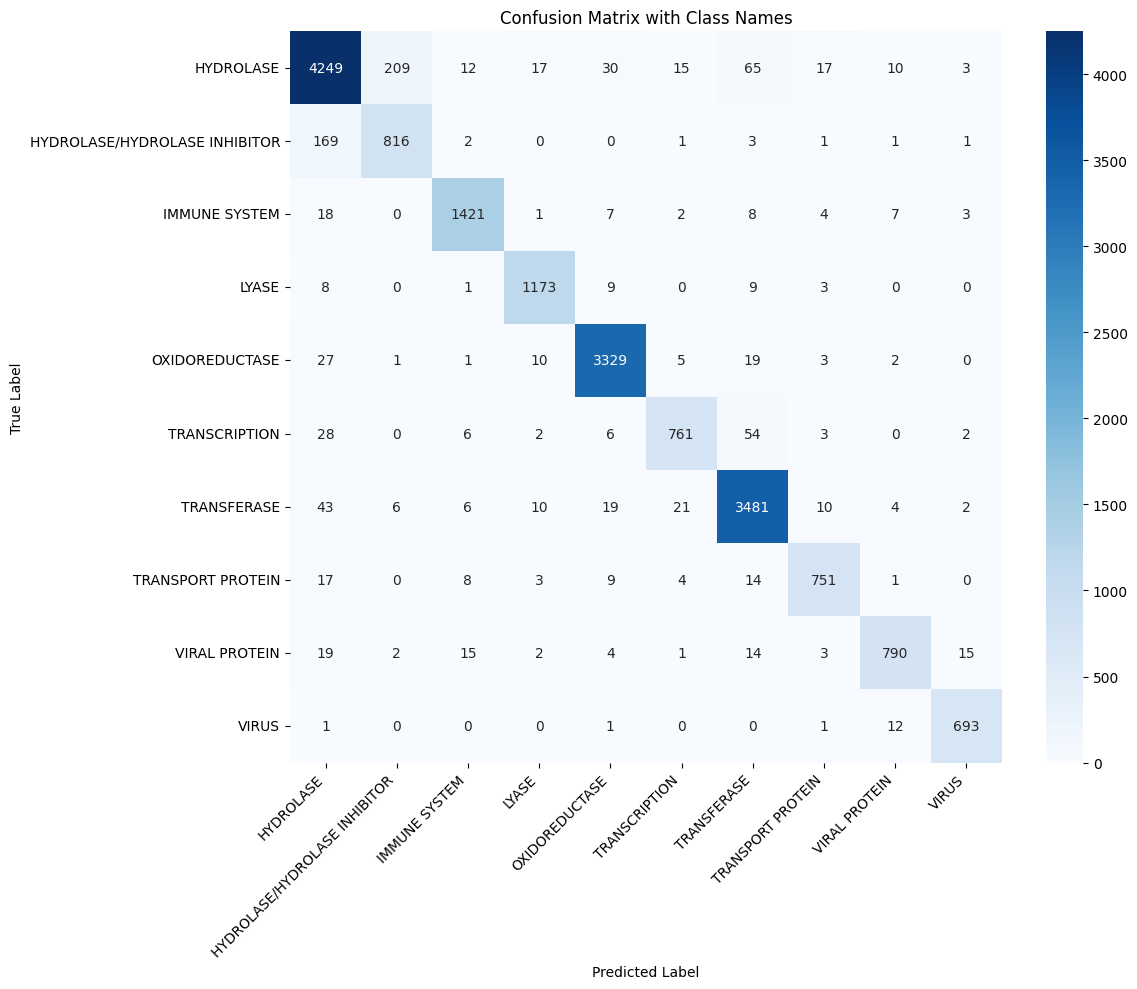 Confusion Matrix with Class Names
True Label
HYDROLASE 4249 209 12 17 30 15 65 17 10 3
HYDROLASE/HYDROLASE INHIBITOR 169 816 2 0 0 1 3 1 1 1
IMMUNE SYSTEM 18 0 1421 1 7 2 8 4 7 3
LYASE 8 0 1 1173 9 0 9 3 0 0
OXIDOREDUCTASE 27 1 1 10 3329 5 19 3 2 0
TRANSCRIPTION 28 0 6 2 6 761 54 3 0 2
TRANSFERASE 43 6 6 10 19 21 3481 10 4 2
TRANSPORT PROTEIN 17 0 8 3 9 4 14 751 1 0
VIRAL PROTEIN 19 2 15 2 4 1 14 3 790 15
VIRUS 1 0 0 0 1 0 0 1 12 693
HYDROLASE
HYDROLASE/HYDROLASE INHIBITOR
IMMUNE SYSTEM
LYASE
OXIDOREDUCTASE
TRANSCRIPTION
TRANSFERASE
TRANSPORT PROTEIN
VIRAL PROTEIN
VIRUS
Predicted Label
4000
3500
3000
2500
2000
1500
1000
500
0